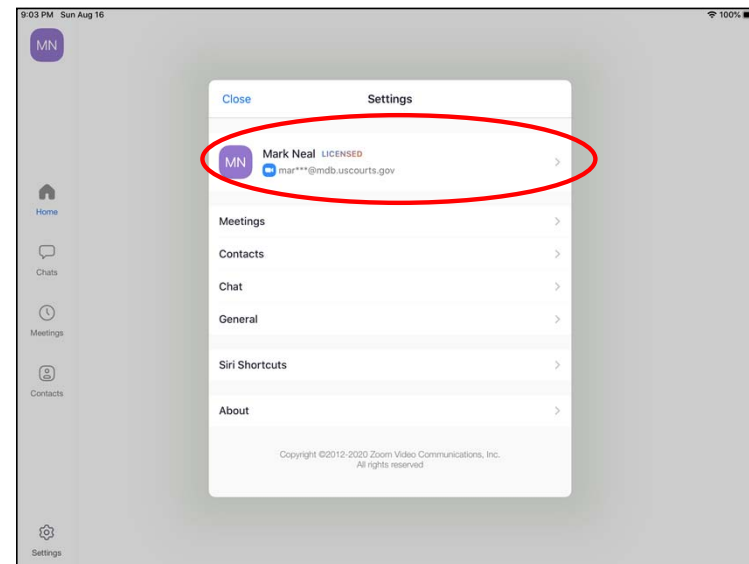 9:03 PM Sun Aug 16
100%
MN
Close
Settings
MN
Mark Neal LICENSED
mar***@mdb.uscourts.gov
Home
Meetings
Contacts
Chats
Chat
General
Meetings
Siri Shortcuts
Contacts
About
Copyright ©2012-2020 Zoom Video Communications, Inc.
All rights reserved
Settings